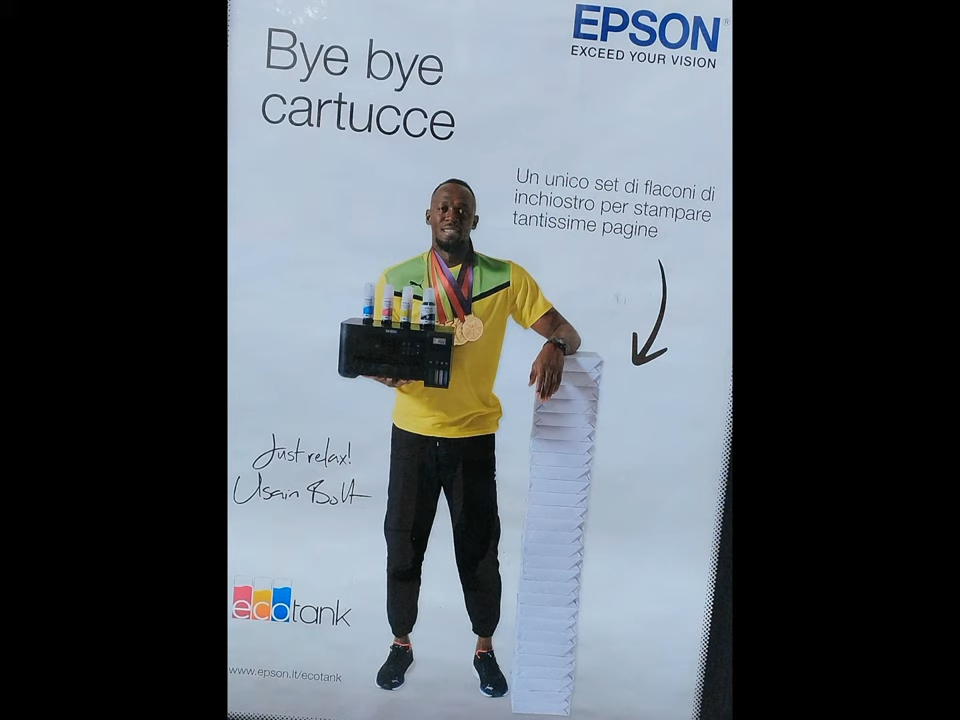 EPSON®
EXCEED YOUR VISION
Bye bye
cartucce
Un unico set di flaconi di
inchiostro per stampare
tantissime pagine
Just relax!
Usain Bolt
ecotank
www.epson.it/ecotank